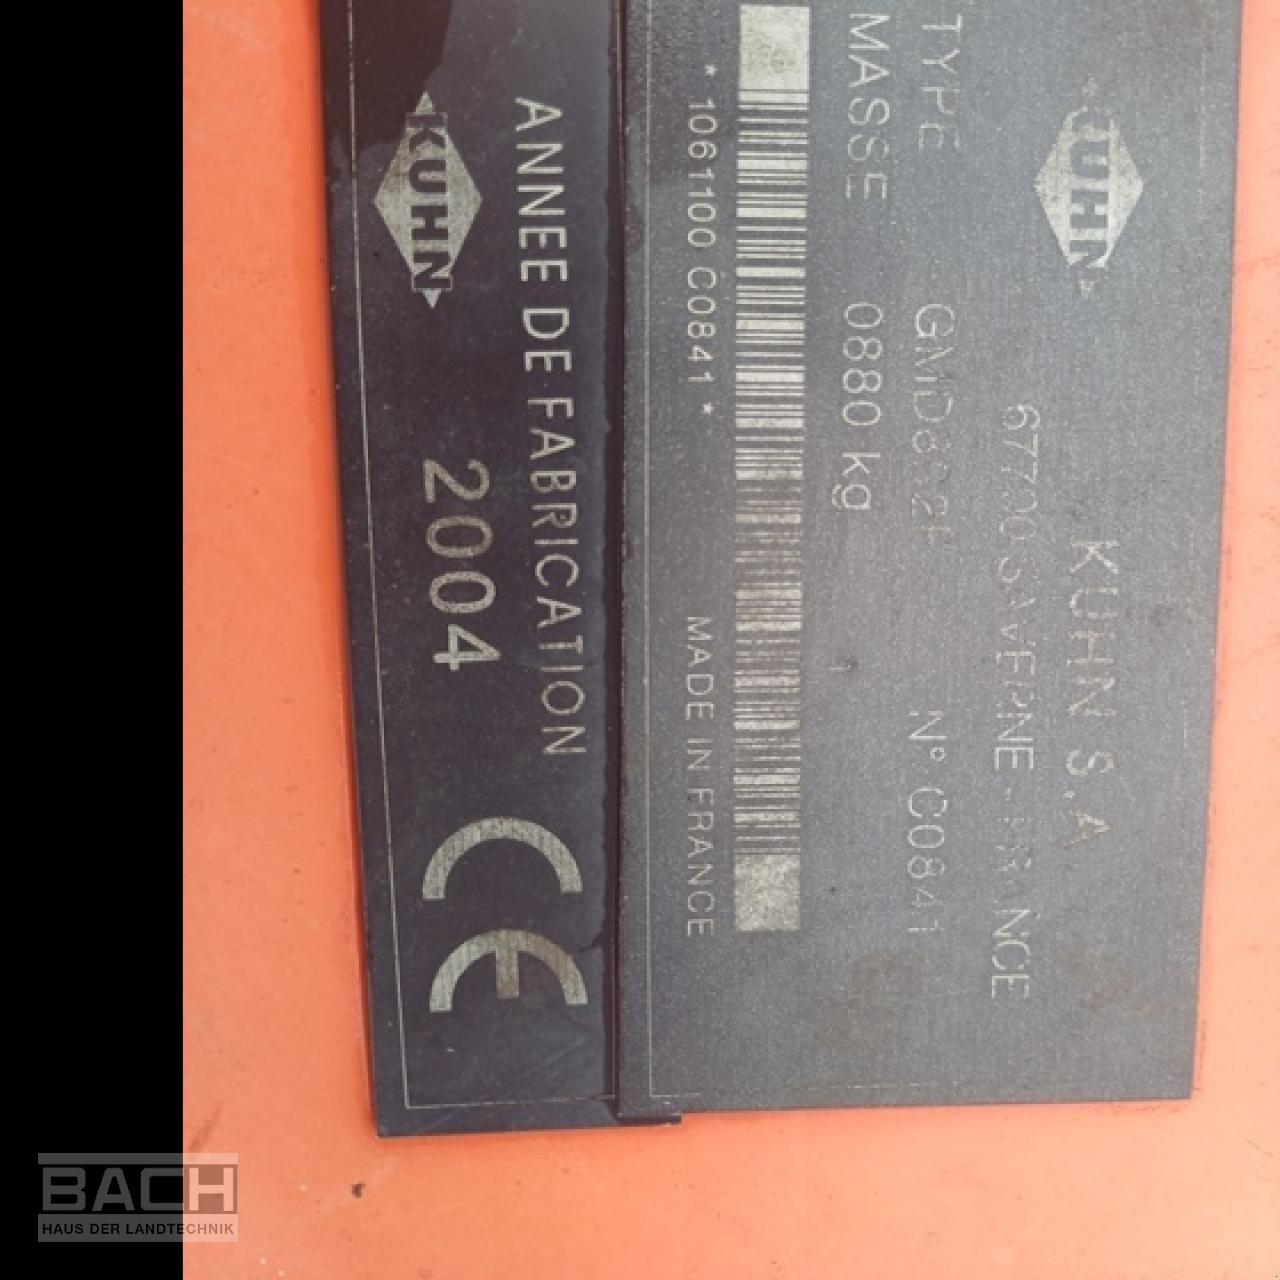 KUHN S.A.
67700 SAVERNE - FRANCE
TYPE N° C0841
MASSE 0880 kg
* 1061100 C0841 *
MADE IN FRANCE
ANNEE DE FABRICATION
KUHN
2004
CE
BACH
HAUS DER LANDTECHNIK